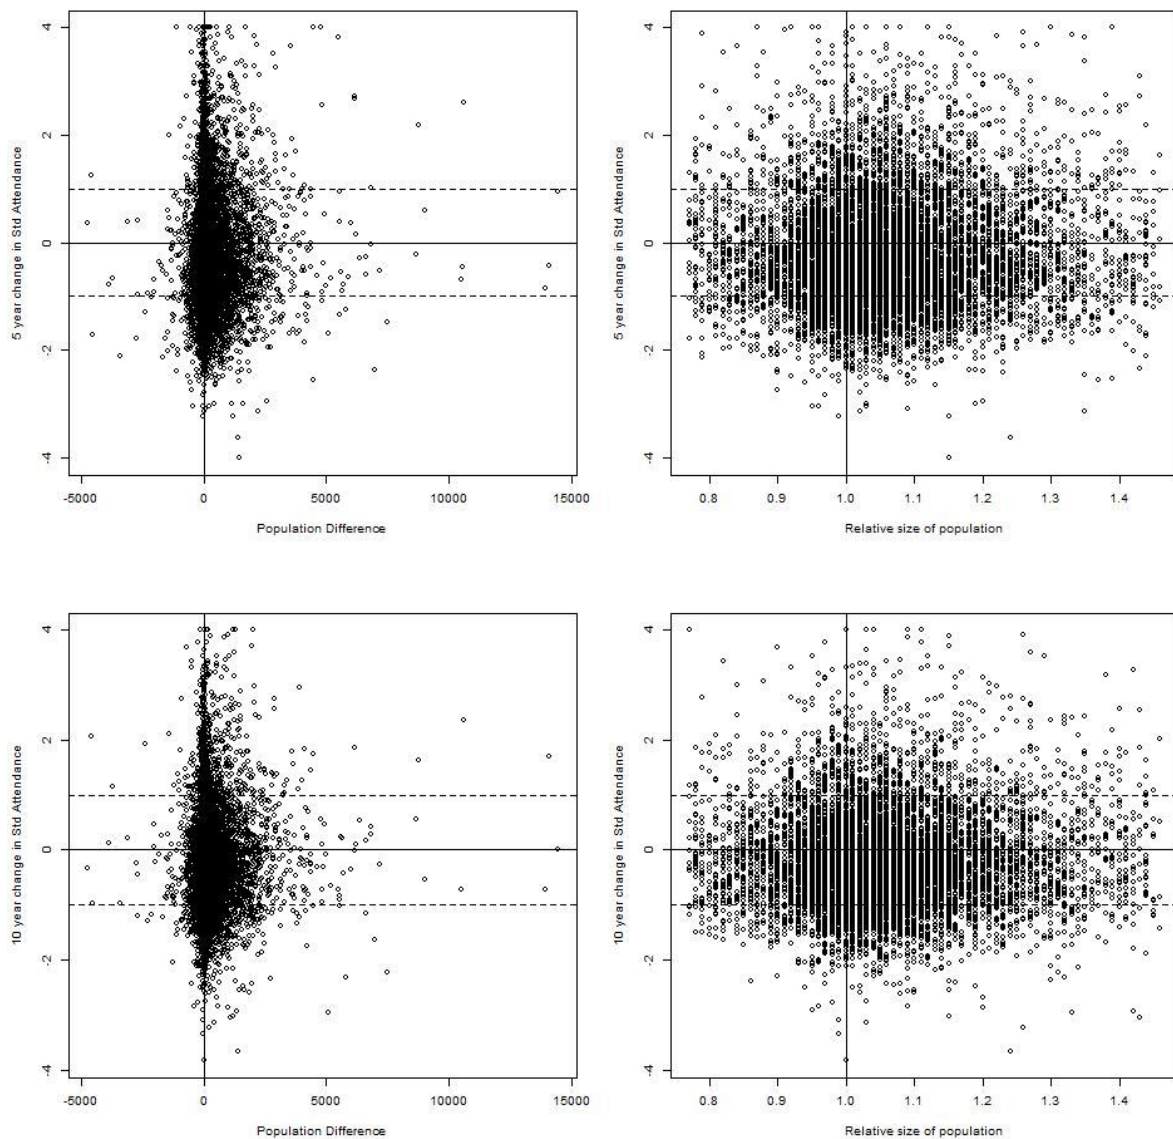 5 year change in Std Attendance
4
2
0
-2
-4
-5000 0 5000 10000 15000
Population Difference
5 year change in Std Attendance
4
2
0
-2
-4
0.8 0.9 1.0 1.1 1.2 1.3 1.4
Relative size of population
10 year change in Std Attendance
4
2
0
-2
-4
-5000 0 5000 10000 15000
Population Difference
10 year change in Std Attendance
4
2
0
-2
-4
0.8 0.9 1.0 1.1 1.2 1.3 1.4
Relative size of population